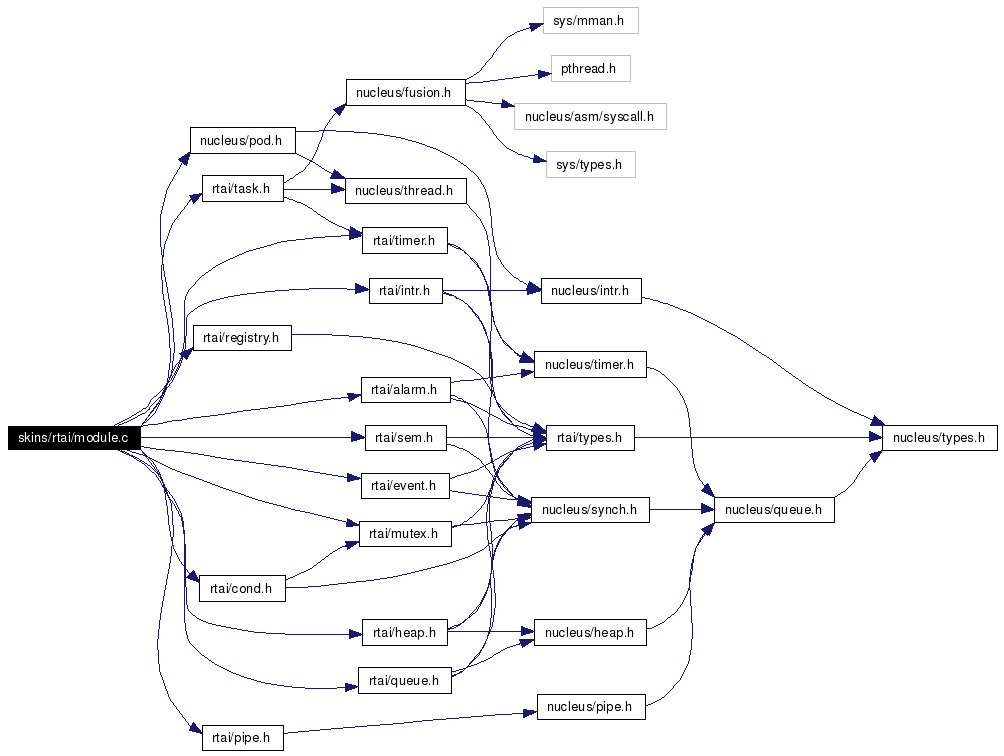 sys/mman.h
pthread.h
nucleus/fusion.h
nucleus/asm/syscall.h
nucleus/pod.h
sys/types.h
rtai/task.h
nucleus/thread.h
rtai/timer.h
rtai/intr.h
nucleus/intr.h
rtai/registry.h
nucleus/timer.h
rtai/alarm.h
skins/rtai/module.c
rtai/sem.h
rtai/types.h
nucleus/types.h
rtai/event.h
nucleus/synch.h
nucleus/queue.h
rtai/mutex.h
rtai/cond.h
rtai/heap.h
nucleus/heap.h
rtai/queue.h
nucleus/pipe.h
rtai/pipe.h